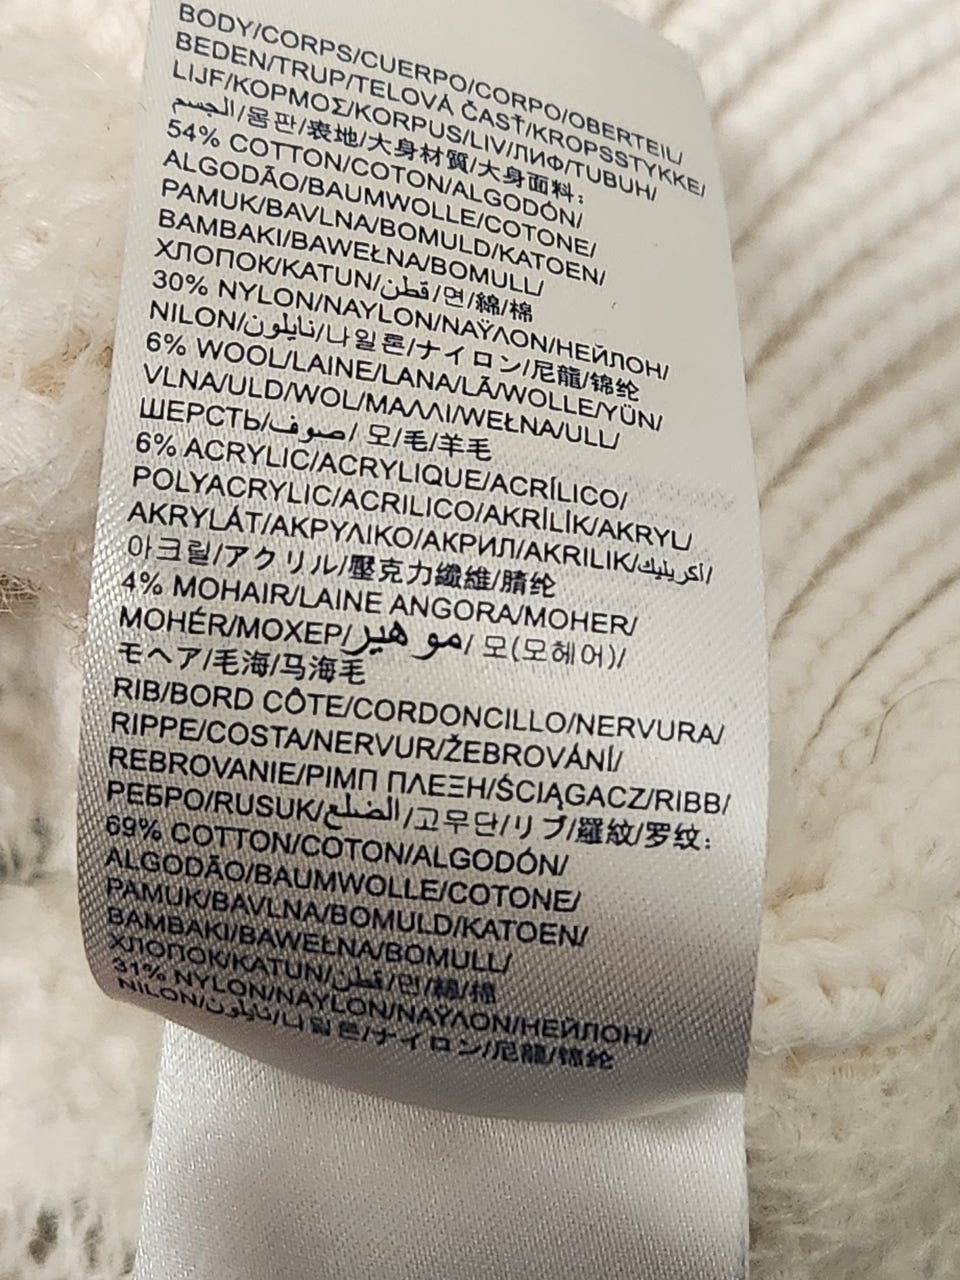 BODY/CORPS/CUERPO/CORPO/OBERTEIL/
BEDEN/TRUP/TELOVÁ ČASŤ/KROPSSTYKKE/
LIJF/ΚΟΡΜΟΣ/KORPUS/LIV/ЛИФ/TUBUH/
الجسم/몸판/表地/大身材質/大身面料:
54% COTTON/COTON/ALGODÓN/
ALGODÃO/BAUMWOLLE/COTONE/
PAMUK/BAVLNA/BOMULD/KATOEN/
BAMBAKI/BAWEŁNA/BOMULL/
ХЛОПОК/KATUN/قطن/면/綿/棉
30% NYLON/NAYLON/ΝΑΫΛΟΝ/НЕЙЛОН/
NILON/نايلون/나일론/ナイロン/尼龍/锦纶
6% WOOL/LAINE/LANA/LÃ/WOLLE/YÜN/
VLNA/ULD/WOL/ΜΑΛΛΙ/WEŁNA/ULL/
ШЕРСТЬ/صوف/ 모/毛/羊毛
6% ACRYLIC/ACRYLIQUE/ACRÍLICO/
POLYACRYLIC/ACRILICO/AKRİLİK/AKRYL/
AKRYLÁT/ΑΚΡΥΛΙΚΟ/АКРИЛ/AKRILIK/أكريليك/
아크릴/アクリル/壓克力纖維/腈纶
4% MOHAIR/LAINE ANGORA/MOHER/
MOHÉR/МОХЕР/مو هير/ 모(모헤어)/
モヘア/毛海/马海毛
RIB/BORD CÔTE/CORDONCILLO/NERVURA/
RIPPE/COSTA/NERVUR/ŽEBROVÁNÍ/
REBROVANIE/ΡΙΜΠ ΠΛΕΞΗ/ŚCIĄGACZ/RIBB/
РЕБРО/RUSUK/الضلع/고무단/リブ/羅紋/罗纹:
69% COTTON/COTON/ALGODÓN/
ALGODÃO/BAUMWOLLE/COTONE/
PAMUK/BAVLNA/BOMULD/KATOEN/
BAMBAKI/BAWEŁNA/BOMULL/
ХЛОПОК/KATUN/قطن/면/綿/棉
31% NYLON/NAYLON/ΝΑΫΛΟΝ/НЕЙЛОН/
NILON/نايلون/나일론/ナイロン/尼龍/锦纶